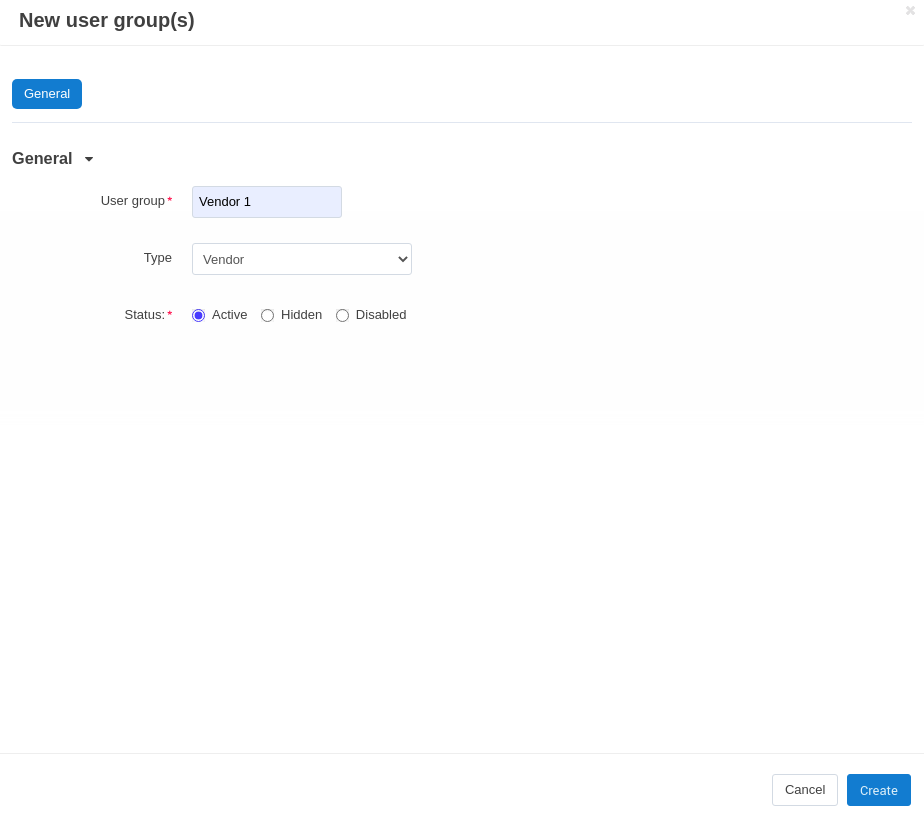 New user group(s)
General
General
User group* Vendor 1
Type Vendor
Status:* Active Hidden Disabled
Cancel Create